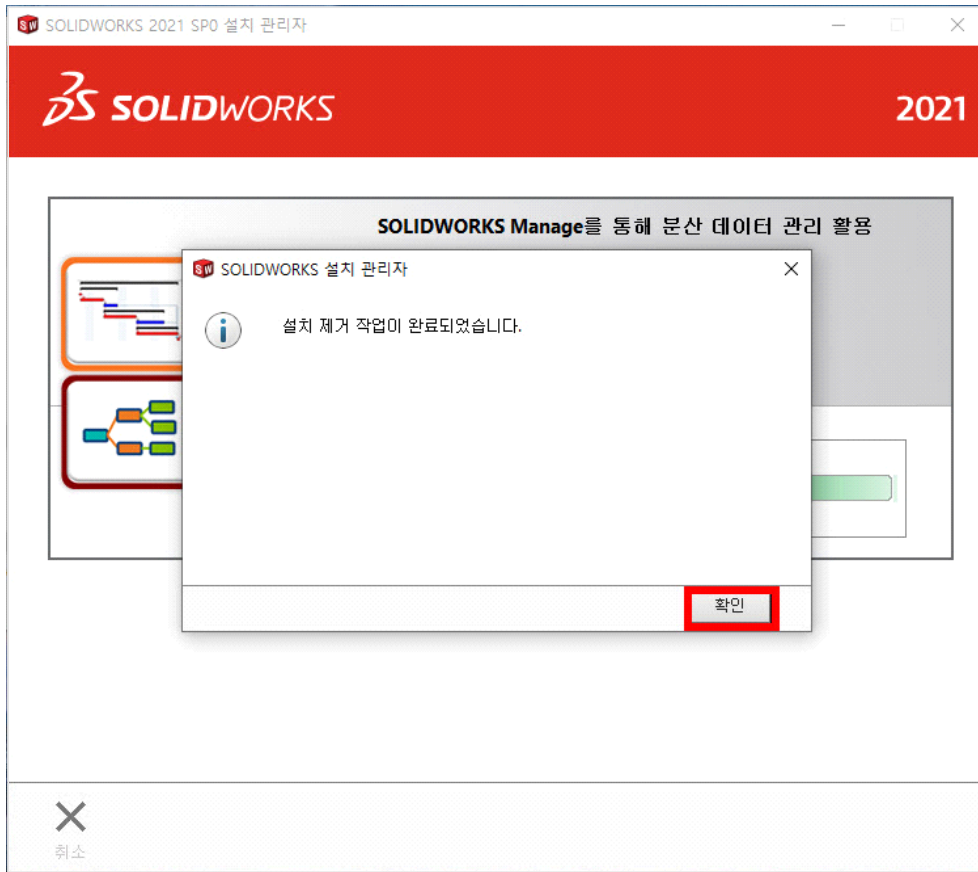 SOLIDWORKS 2021 SP0 설치 관리자
SOLIDWORKS
2021
SOLIDWORKS Manage를 통해 분산 데이터 관리 활용
SOLIDWORKS 설치 관리자
설치 제거 작업이 완료되었습니다.
확인
취소